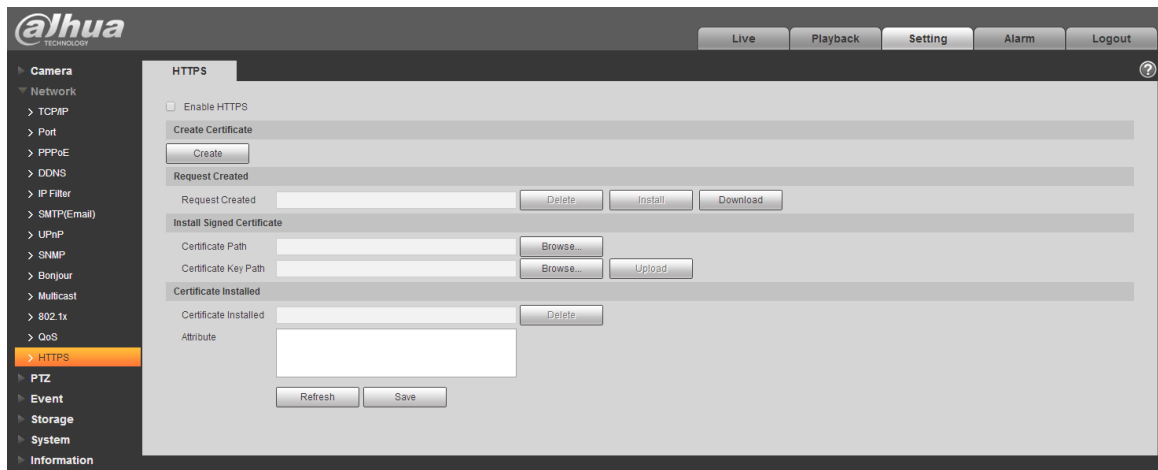 alhua
TECHNOLOGY
Live Playback Setting Alarm Logout
Camera
Network
> TCP/IP
> Port
> PPPoE
> DDNS
> IP Filter
> SMTP(Email)
> UPnP
> SNMP
> Bonjour
> Multicast
> 802.1x
> QoS
> HTTPS
PTZ
Event
Storage
System
Information
HTTPS ?
Enable HTTPS
Create Certificate
Create
Request Created
Request Created Delete Install Download
Install Signed Certificate
Certificate Path Browse...
Certificate Key Path Browse... Upload
Certificate Installed
Certificate Installed Delete
Attribute
Refresh Save